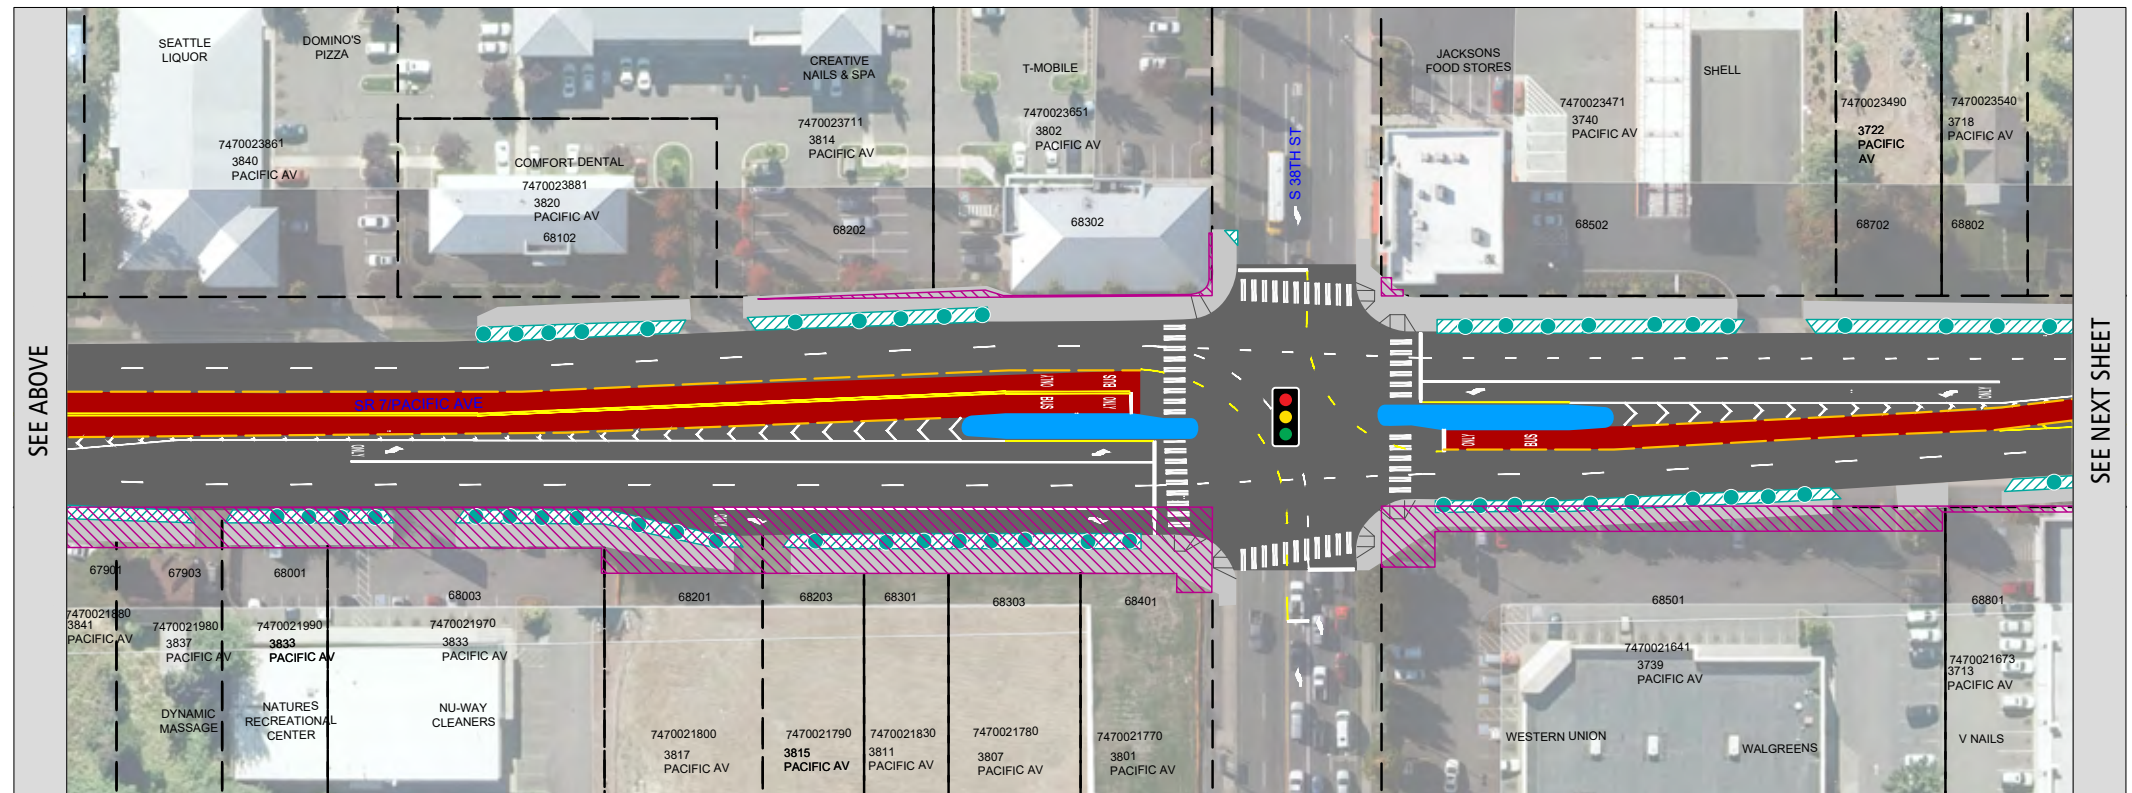 SEE ABOVE
SEATTLE
LIQUOR
DOMINO'S
PIZZA
7470023861
3840
PACIFIC AV
COMFORT DENTAL
7470023881
3820
PACIFIC AV
68102
CREATIVE
NAILS & SPA
7470023711
3814
PACIFIC AV
68202
T-MOBILE
7470023651
3802
PACIFIC AV
68302
S 38TH ST
JACKSONS
FOOD STORES
7470023471
3740
PACIFIC AV
68502
SHELL
7470023490
3722
PACIFIC
AV
68702
7470023540
3718
PACIFIC AV
68802
SR 7/PACIFIC AVE
ONLY
BUS
BUS
ONLY
ONLY
ONLY
ONLY
BUS
ONLY
67901
7470021880
3841
PACIFIC AV
67903
7470021980
3837
PACIFIC AV
DYNAMIC
MASSAGE
68001
7470021990
3833
PACIFIC AV
NATURES
RECREATIONAL
CENTER
68003
7470021970
3833
PACIFIC AV
NU-WAY
CLEANERS
68201
7470021800
3817
PACIFIC AV
68203
7470021790
3815
PACIFIC AV
68301
7470021830
3811
PACIFIC AV
68303
7470021780
3807
PACIFIC AV
68401
7470021770
3801
PACIFIC AV
68501
7470021641
3739
PACIFIC AV
WESTERN UNION
WALGREENS
68801
7470021673
3713
PACIFIC AV
V NAILS
SEE NEXT SHEET